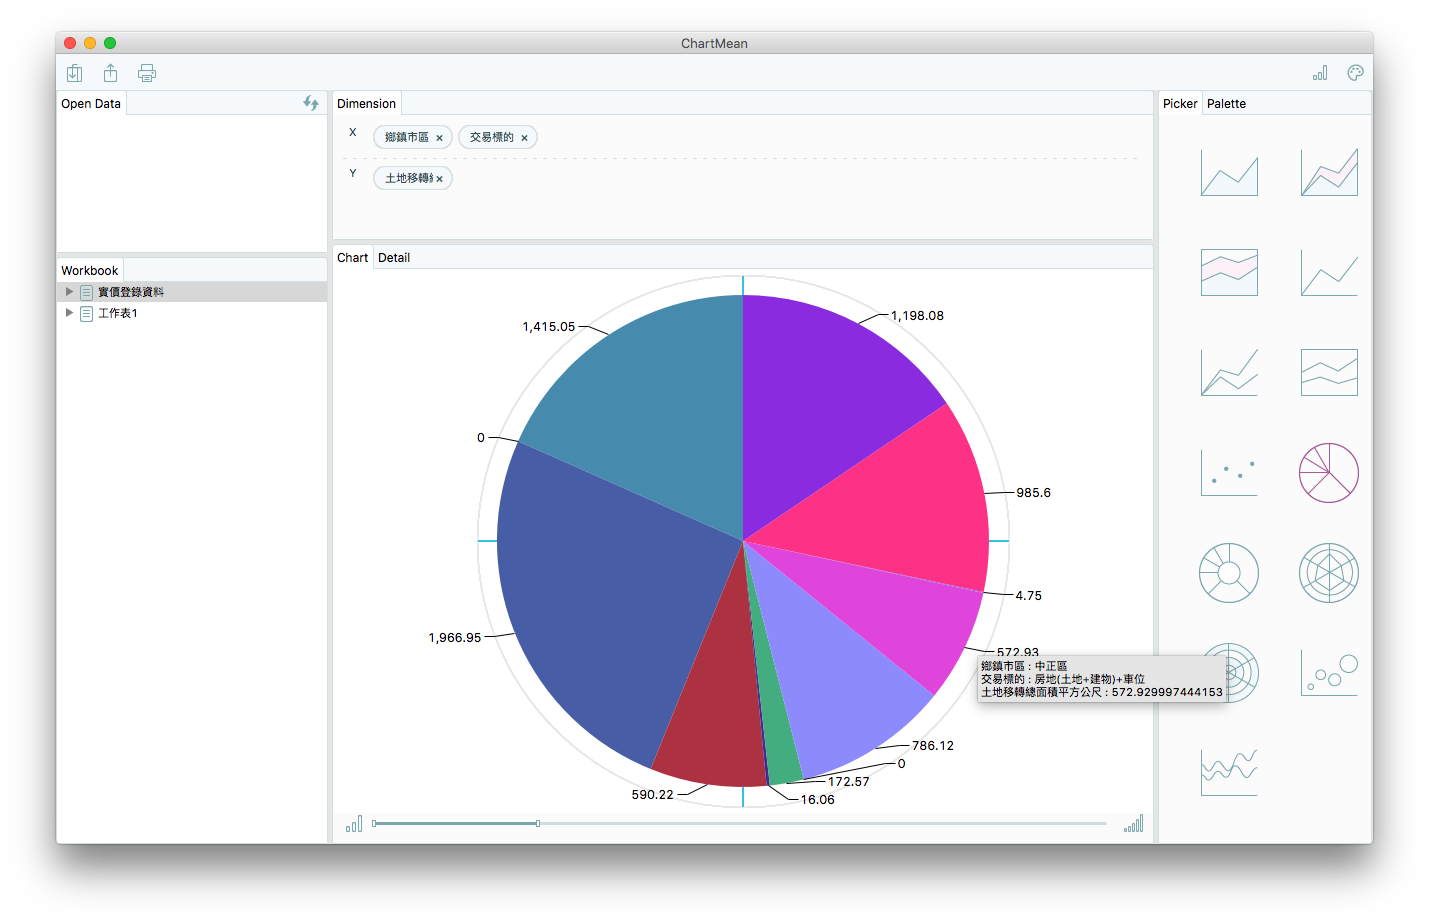 ChartMean
Open Data
Dimension
Picker
Palette
X
鄉鎮市區 ×
交易標的 ×
Y
土地移轉 ×
Workbook
實價登錄資料
工作表1
Chart
Detail
1,198.08
1,415.05
0
985.6
4.75
572.93
鄉鎮市區 : 中正區
交易標的 : 房地(土地+建物)+車位
土地移轉總面積平方公尺 : 572.929997444153
1,966.95
786.12
0
172.57
590.22
16.06